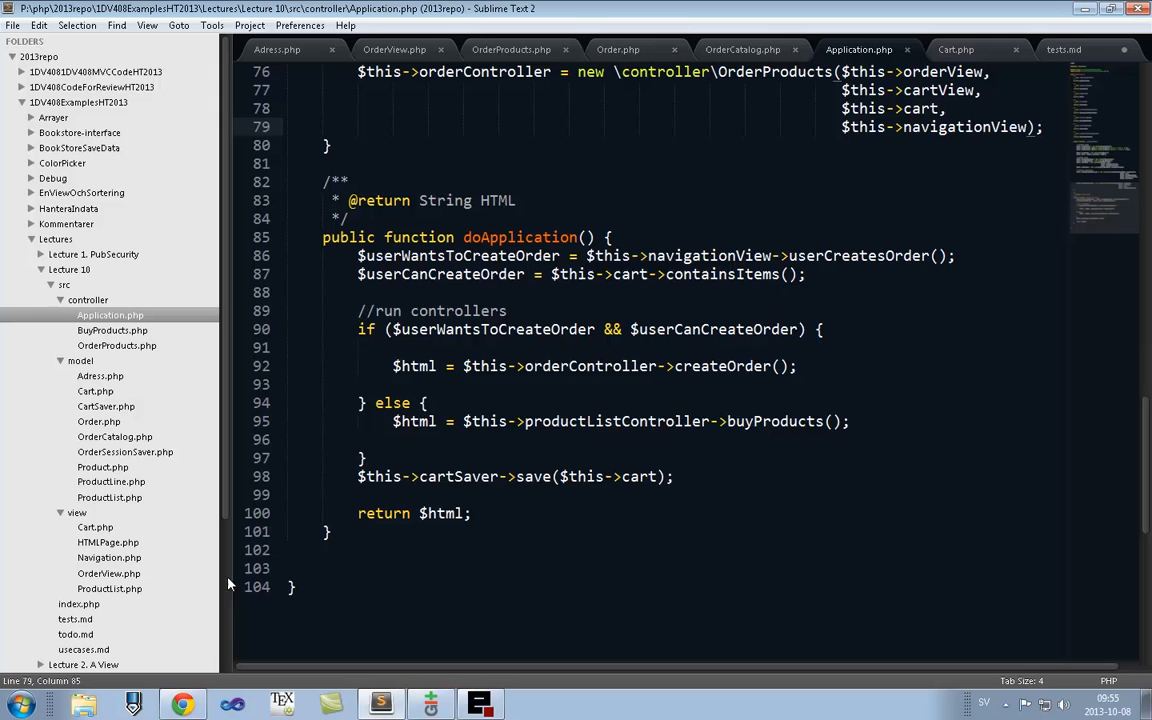 P:\php\2013repo\1DV408ExamplesHT2013\Lectures\Lecture 10\src\controller\Application.php (2013repo) - Sublime Text 2
File Edit Selection Find View Goto Tools Project Preferences Help
FOLDERS
2013repo
1DV4081DV408MVCCodeHT2013
1DV408CodeForReviewHT2013
1DV408ExamplesHT2013
Arrayer
Bookstore-interface
BookStoreSaveData
ColorPicker
Debug
EnViewOchSortering
HanteraIndata
Kommentarer
Lectures
Lecture 1. PubSecurity
Lecture 10
src
controller
Application.php
BuyProducts.php
OrderProducts.php
model
Adress.php
Cart.php
CartSaver.php
Order.php
OrderCatalog.php
OrderSessionSaver.php
Product.php
ProductLine.php
ProductList.php
view
Cart.php
HTMLPage.php
Navigation.php
OrderView.php
ProductList.php
index.php
tests.md
todo.md
usecases.md
Lecture 2. A View
Adress.php OrderView.php OrderProducts.php Order.php OrderCatalog.php Application.php Cart.php tests.md
76 $this->orderController = new \controller\OrderProducts($this->orderView,
77 $this->cartView,
78 $this->cart,
79 $this->navigationView);
80 }
81
82 /**
83 * @return String HTML
84 */
85 public function doApplication() {
86 $userWantsToCreateOrder = $this->navigationView->userCreatesOrder();
87 $userCanCreateOrder = $this->cart->containsItems();
88
89 //run controllers
90 if ($userWantsToCreateOrder && $userCanCreateOrder) {
91
92 $html = $this->orderController->createOrder();
93
94 } else {
95 $html = $this->productListController->buyProducts();
96
97 }
98 $this->cartSaver->save($this->cart);
99
100 return $html;
101 }
102
103
104 }
Line 79, Column 85 Tab Size: 4 PHP
SV 09:55
2013-10-08